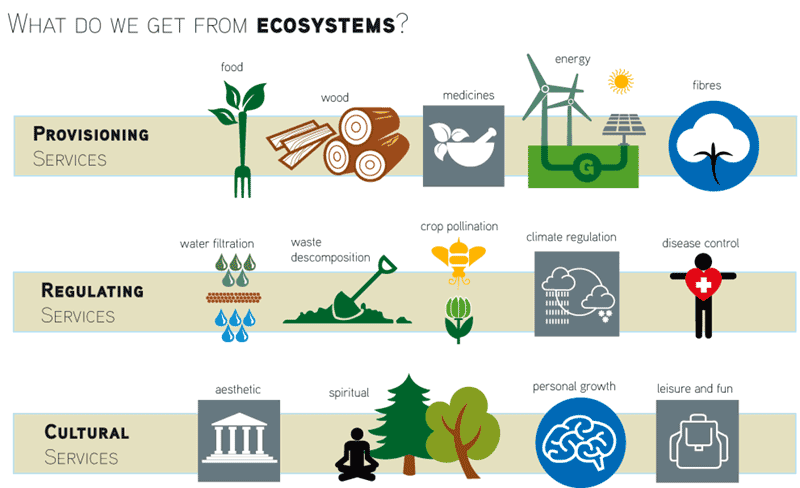 WHAT DO WE GET FROM ECOSYSTEMS?
food
wood
medicines
energy
fibres
PROVISIONING
SERVICES
G
water filtration
waste
decomposition
crop pollination
climate regulation
disease control
REGULATING
SERVICES
aesthetic
spiritual
personal growth
leisure and fun
CULTURAL
SERVICES